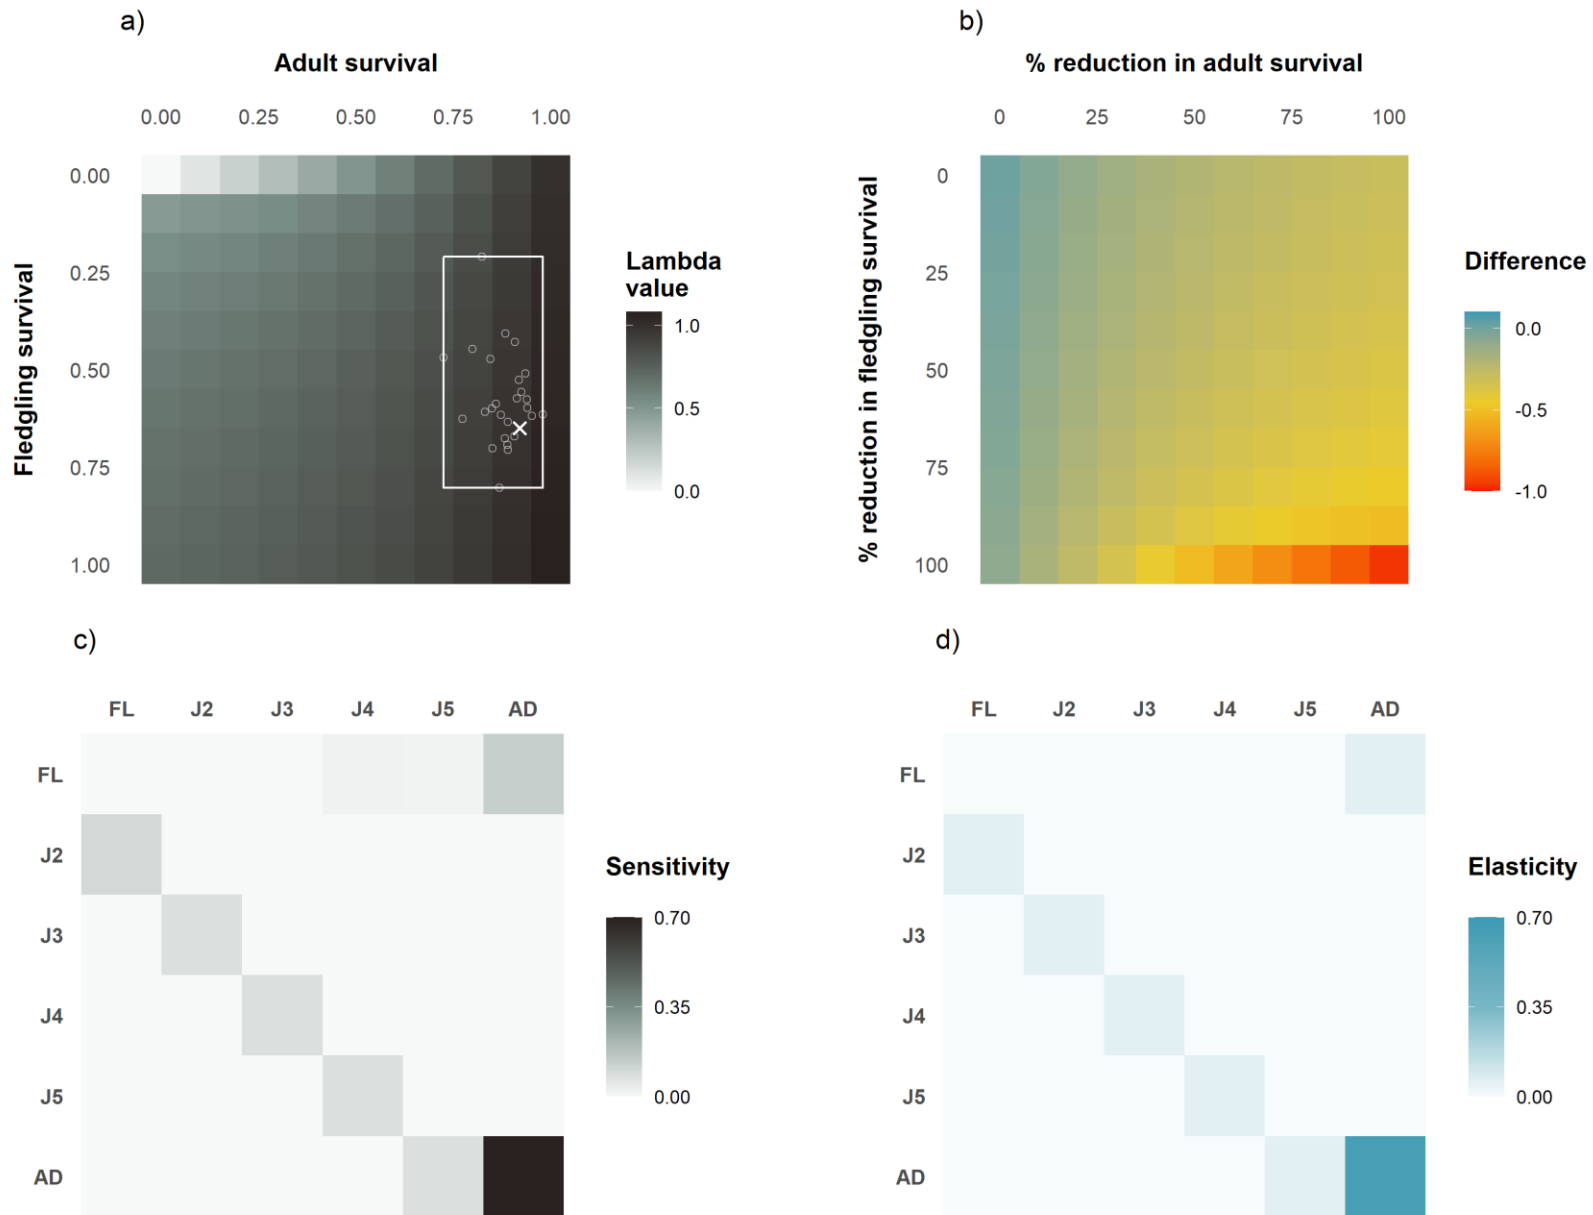 a)
Adult survival
0.00 0.25 0.50 0.75 1.00
Fledgling survival
0.00
0.25
0.50
0.75
1.00
Lambda
value
1.0
0.5
0.0
b)
% reduction in adult survival
0 25 50 75 100
% reduction in fledgling survival
0
25
50
75
100
Difference
0.0
-0.5
-1.0
c)
FL J2 J3 J4 J5 AD
FL
J2
J3
J4
J5
AD
Sensitivity
0.70
0.35
0.00
d)
FL J2 J3 J4 J5 AD
FL
J2
J3
J4
J5
AD
Elasticity
0.70
0.35
0.00